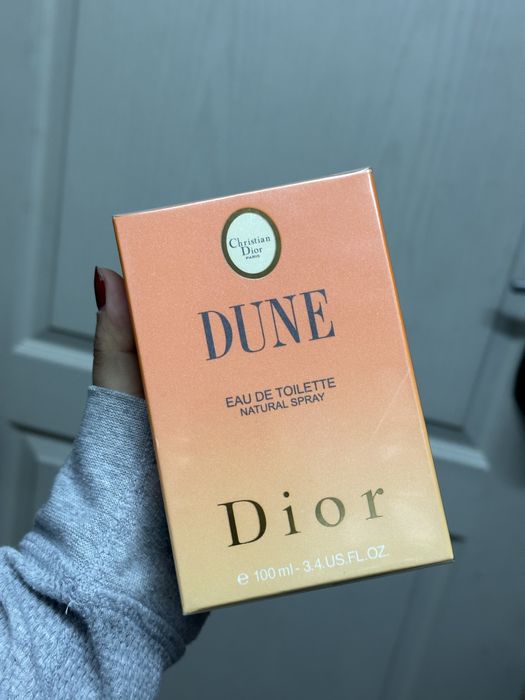 Christian
Dior
PARIS
DUNE
EAU DE TOILETTE
NATURAL SPRAY
Dior
℮ 100 ml - 3.4.US.FL.OZ.